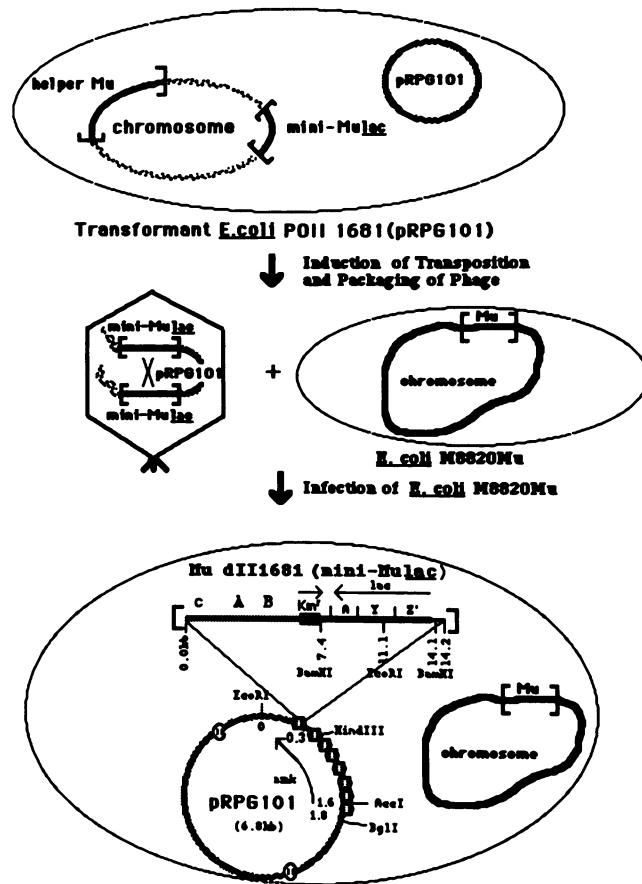 helper Mu
pRPG101
chromosome
mini-Mulac
Transformant E.coli POII 1681(pRPG101)
Induction of Transposition
and Packaging of Phage
mini-Mulac
pRPG101
mini-Mulac
+
Mu
chromosome
E. coli M8820Mu
Infection of E. coli M8820Mu
Mu dII1681 (mini-Mulac)
lac
c A B Kmr A Y Z'
0.0kb 7.4 11.1 14.1 14.2
BamHI EcoRI BamHI
EcoRI
0
0.3
HindIII
Mu
chromosome
pRPG101
(6.8kb)
1.6
1.8
AccI
BglI